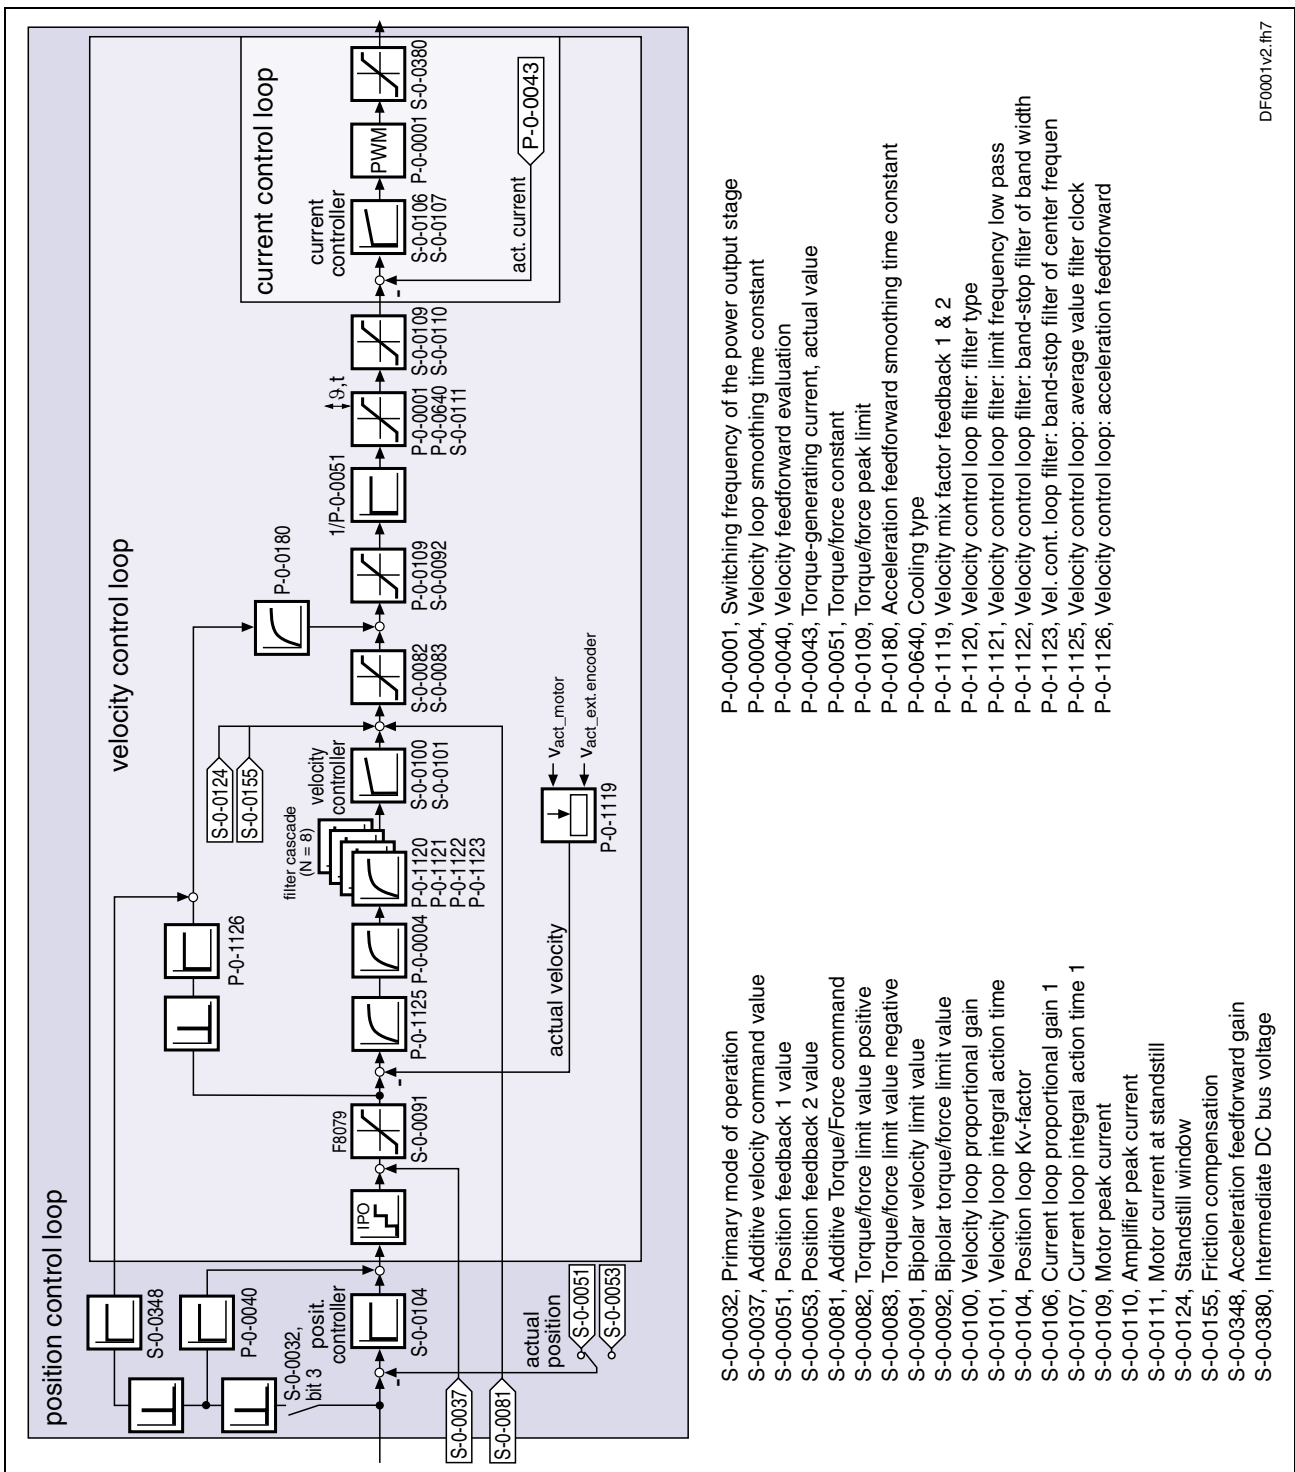 position control loop
velocity control loop
current control loop
S-0-0348
P-0-0040
S-0-0032,
bit 3
posit.
controller
S-0-0104
actual
position
S-0-0051
S-0-0053
S-0-0037
S-0-0081
IPO
F8079
S-0-0091
-
-
P-0-1126
P-0-1125
P-0-0004
filter cascade
(N = 8)
P-0-1120
P-0-1121
P-0-1122
P-0-1123
actual velocity
S-0-0124
S-0-0155
velocity
controller
S-0-0100
S-0-0101
vact_motor
vact_ext.encoder
P-0-1119
S-0-0082
S-0-0083
P-0-0180
P-0-0109
S-0-0092
1/P-0-0051
ϑ,t
P-0-0001
P-0-0640
S-0-0111
S-0-0109
S-0-0110
-
current
controller
S-0-0106
S-0-0107
PWM
P-0-0001
S-0-0380
act. current
P-0-0043
S-0-0032, Primary mode of operation
S-0-0037, Additive velocity command value
S-0-0051, Position feedback 1 value
S-0-0053, Position feedback 2 value
S-0-0081, Additive Torque/Force command
S-0-0082, Torque/force limit value positive
S-0-0083, Torque/force limit value negative
S-0-0091, Bipolar velocity limit value
S-0-0092, Bipolar torque/force limit value
S-0-0100, Velocity loop proportional gain
S-0-0101, Velocity loop integral action time
S-0-0104, Position loop Kv-factor
S-0-0106, Current loop proportional gain 1
S-0-0107, Current loop integral action time 1
S-0-0109, Motor peak current
S-0-0110, Amplifier peak current
S-0-0111, Motor current at standstill
S-0-0124, Standstill window
S-0-0155, Friction compensation
S-0-0348, Acceleration feedforward gain
S-0-0380, Intermediate DC bus voltage
P-0-0001, Switching frequency of the power output stage
P-0-0004, Velocity loop smoothing time constant
P-0-0040, Velocity feedforward evaluation
P-0-0043, Torque-generating current, actual value
P-0-0051, Torque/force constant
P-0-0109, Torque/force peak limit
P-0-0180, Acceleration feedforward smoothing time constant
P-0-0640, Cooling type
P-0-1119, Velocity mix factor feedback 1 & 2
P-0-1120, Velocity control loop filter: filter type
P-0-1121, Velocity control loop filter: limit frequency low pass
P-0-1122, Velocity control loop filter: band-stop filter of band width
P-0-1123, Vel. cont. loop filter: band-stop filter of center frequen
P-0-1125, Velocity control loop: average value filter clock
P-0-1126, Velocity control loop: acceleration feedforward
DF0001v2.fh7